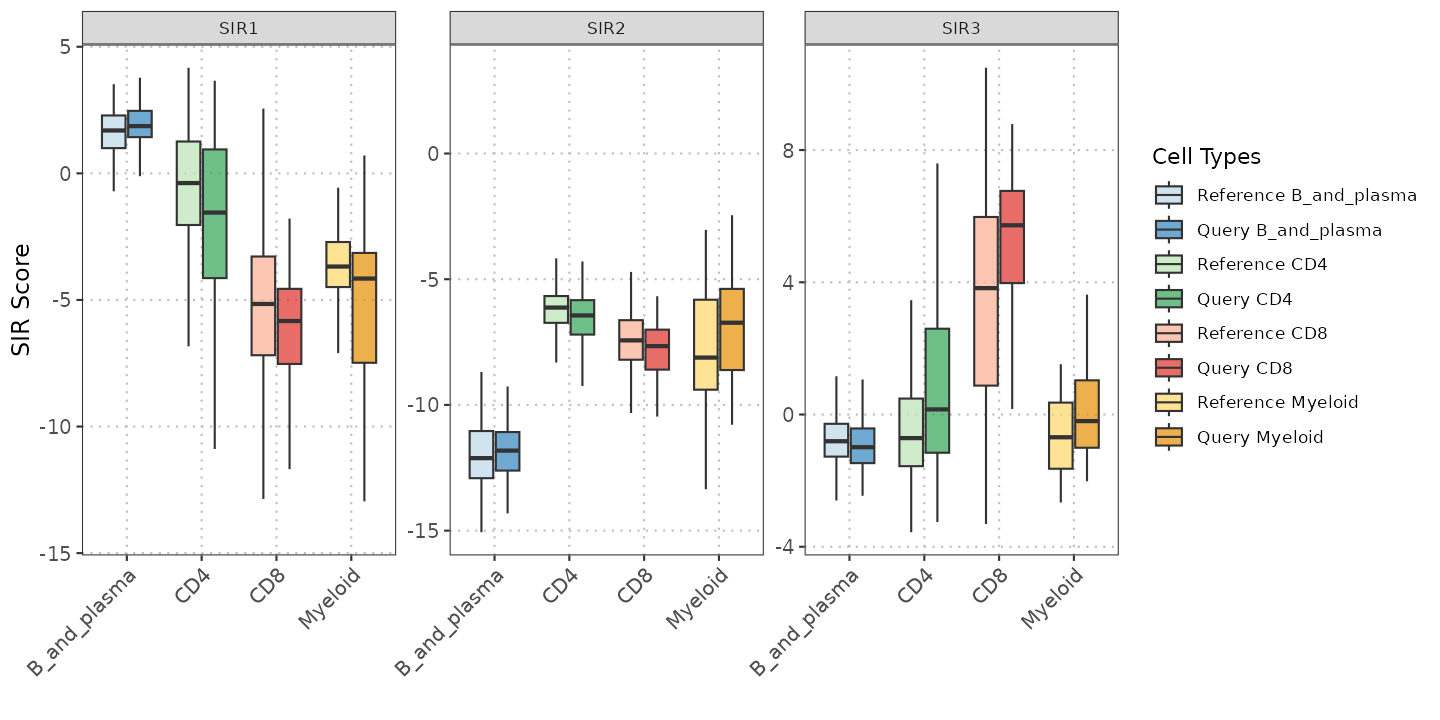 SIR1
SIR2
SIR3
SIR Score
5
0
-5
-10
-15
0
-5
-10
-15
8
4
0
-4
B_and_plasma
CD4
CD8
Myeloid
B_and_plasma
CD4
CD8
Myeloid
B_and_plasma
CD4
CD8
Myeloid
Cell Types
Reference B_and_plasma
Query B_and_plasma
Reference CD4
Query CD4
Reference CD8
Query CD8
Reference Myeloid
Query Myeloid